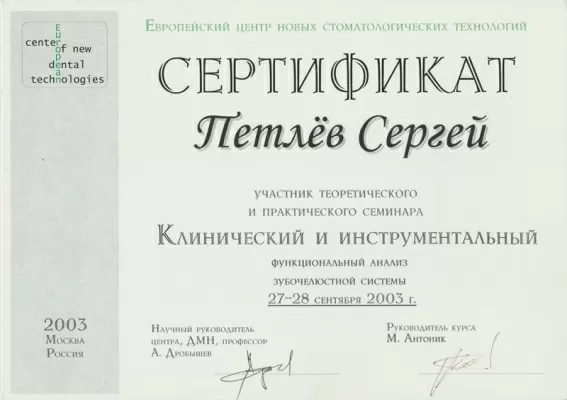 European
center
of new
dental
technologies
Европейский центр новых стоматологических технологий
СЕРТИФИКАТ
Петлёв Сергей
участник теоретического
и практического семинара
Клинический и инструментальный
функциональный анализ
зубочелюстной системы
27-28 сентября 2003 г.
2003
Москва
Россия
Научный руководитель
центра, ДМН, профессор
А. Дробышев
Руководитель курса
М. Антоник